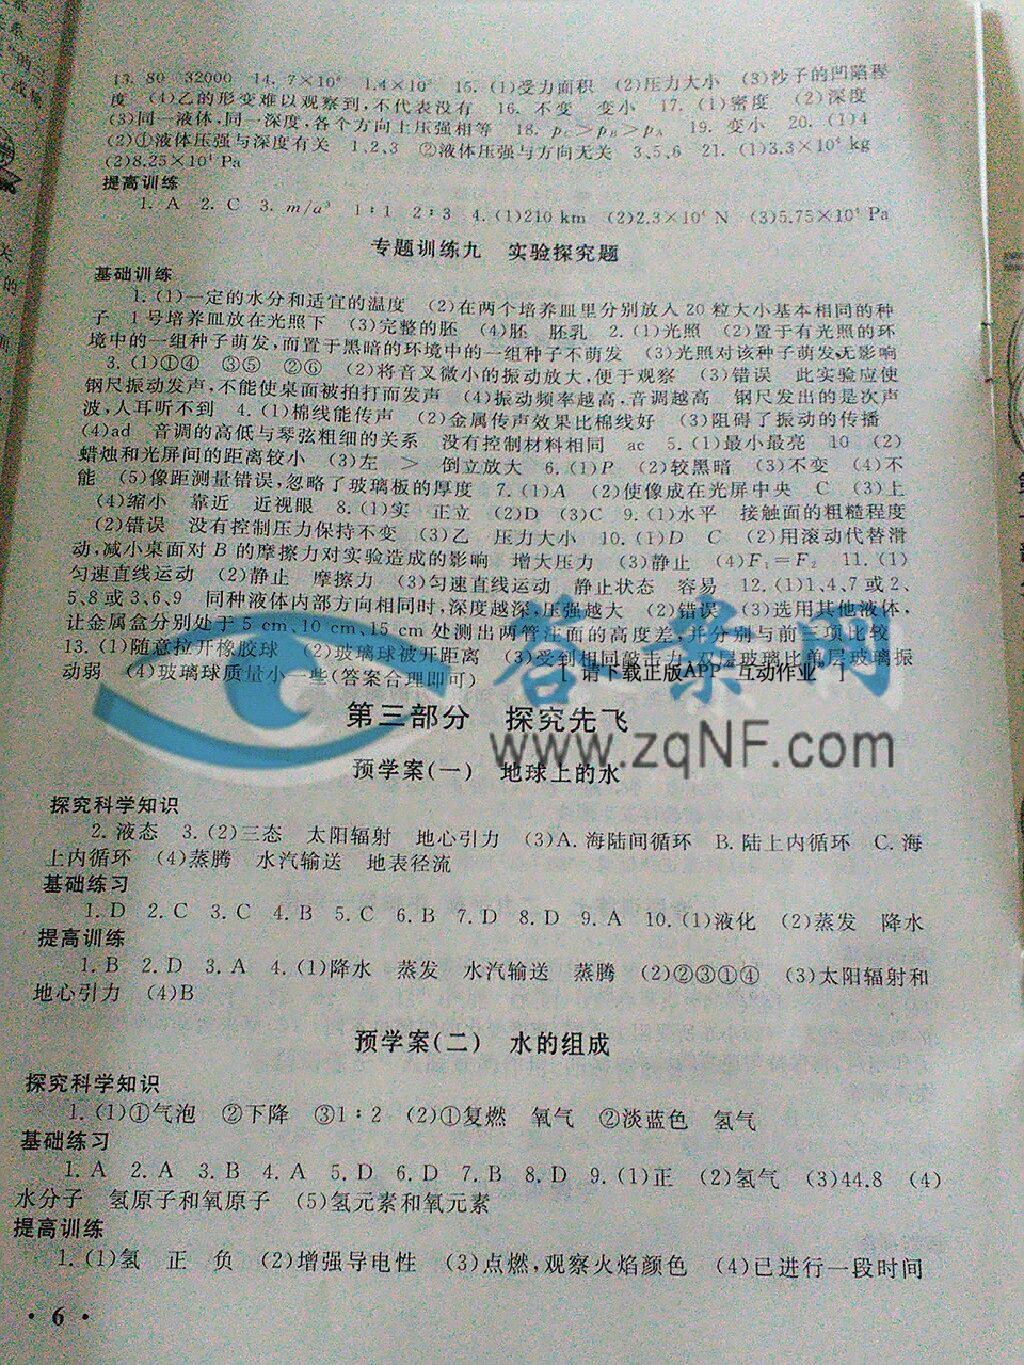 13. 80 32000 14. 7×10⁶ 1.4×10⁴ 15. (1)受力面积 (2)压力大小 (3)沙子的凹陷程
度 (4)乙的形变难以观察到,不代表没有 16. 不变 变小 17. (1)密度 (2)深度
(3)同一液体,同一深度,各个方向上压强相等 18. pC>pB>pA 19. 变小 20. (1)4
(2)①液体压强与深度有关 1、2、3 ②液体压强与方向无关 3、5、6 21. (1)3.3×10⁴ kg
(2)8.25×10⁴ Pa
提高训练
1. A 2. C 3. m/a³ 1∶1 2∶3 4. (1)210 km (2)2.3×10⁴ N (3)5.75×10⁴ Pa
专题训练九 实验探究题
基础训练
1. (1)一定的水分和适宜的温度 (2)在两个培养皿里分别放入20粒大小基本相同的种
子 1号培养皿放在光照下 (3)完整的胚 (4)胚 胚乳 2. (1)光照 (2)置于有光照的环
境中的一组种子萌发,而置于黑暗的环境中的一组种子不萌发 (3)光照对该种子萌发无影响
3. (1)①④ ③⑤ ②⑥ (2)将音叉微小的振动放大,便于观察 (3)错误 此实验应使
钢尺振动发声,不能使桌面被拍打而发声 (4)振动频率越高,音调越高 钢尺发出的是次声
波,人耳听不到 4. (1)棉线能传声 (2)金属传声效果比棉线好 (3)阻碍了振动的传播
(4)ad 音调的高低与琴弦粗细的关系 没有控制材料相同 ac 5. (1)最小最亮 10 (2)
蜡烛和光屏间的距离较小 (3)左 > 倒立放大 6. (1)P (2)较黑暗 (3)不变 (4)不
能 (5)像距测量错误,忽略了玻璃板的厚度 7. (1)A (2)使像成在光屏中央 C (3)上
(4)缩小 靠近 近视眼 8. (1)实 正立 (2)D (3)C 9. (1)水平 接触面的粗糙程度
(2)错误 没有控制压力保持不变 (3)乙 压力大小 10. (1)D C (2)用滚动代替滑
动,减小桌面对B的摩擦力对实验造成的影响 增大压力 (3)静止 (4)F₁=F₂ 11. (1)
匀速直线运动 (2)静止 摩擦力 (3)匀速直线运动 静止状态 容易 12. (1)1、4、7或2、
5、8或3、6、9 同种液体内部方向相同时,深度越深,压强越大 (2)错误 (3)选用其他液体,
让金属盒分别处于5 cm、10 cm、15 cm处测出两管注面的高度差,并分别与前三项比较
13. (1)随意拉开橡胶球 (2)玻璃球被开距离 (3)受到相同敲击力,双层玻璃比单层玻璃振
动弱 (4)玻璃球质量小一些(答案合理即可)
[ 请下载正版APP“互动作业” ]
答案网
www.zqNF.com
第三部分 探究先飞
预学案(一) 地球上的水
探究科学知识
2. 液态 3. (2)三态 太阳辐射 地心引力 (3)A. 海陆间循环 B. 陆上内循环 C. 海
上内循环 (4)蒸腾 水汽输送 地表径流
基础练习
1. D 2. C 3. C 4. B 5. C 6. B 7. D 8. D 9. A 10. (1)液化 (2)蒸发 降水
提高训练
1. B 2. D 3. A 4. (1)降水 蒸发 水汽输送 蒸腾 (2)②③①④ (3)太阳辐射和
地心引力 (4)B
预学案(二) 水的组成
探究科学知识
1. (1)①气泡 ②下降 ③1∶2 (2)①复燃 氧气 ②淡蓝色 氢气
基础练习
1. A 2. A 3. B 4. A 5. D 6. D 7. B 8. D 9. (1)正 (2)氢气 (3)44.8 (4)
水分子 氢原子和氧原子 (5)氢元素和氧元素
提高训练
1. (1)氢 正 负 (2)增强导电性 (3)点燃,观察火焰颜色 (4)已进行一段时间
• 6 •